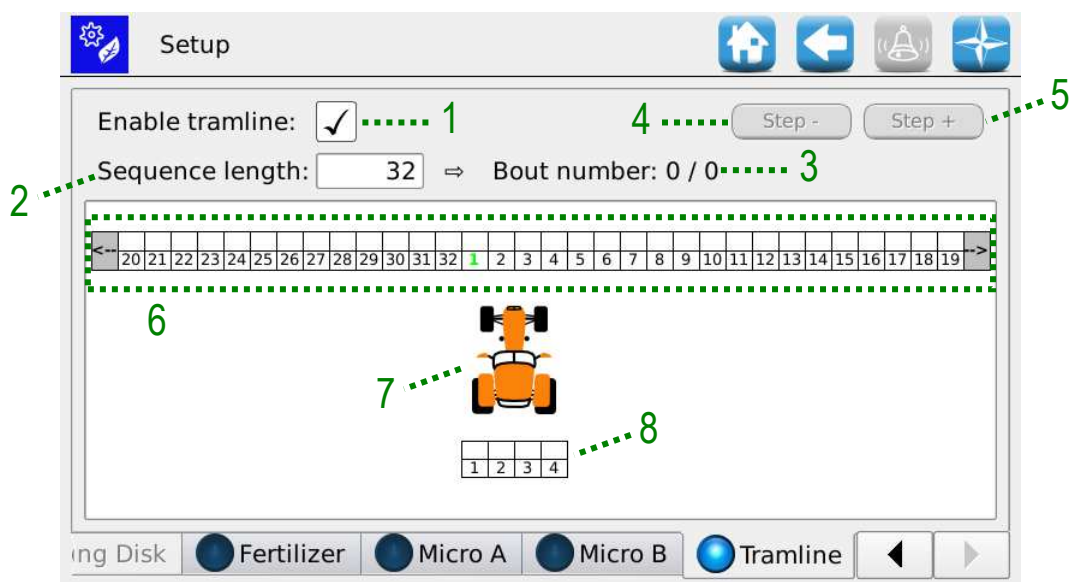 Setup
Enable tramline: ✓ 1 4 Step - Step + 5
2 Sequence length: 32 ⇨ Bout number: 0 / 0 3
<-- 20 21 22 23 24 25 26 27 28 29 30 31 32 1 2 3 4 5 6 7 8 9 10 11 12 13 14 15 16 17 18 19 -->
6
7
8
1 2 3 4
ing Disk Fertilizer Micro A Micro B Tramline